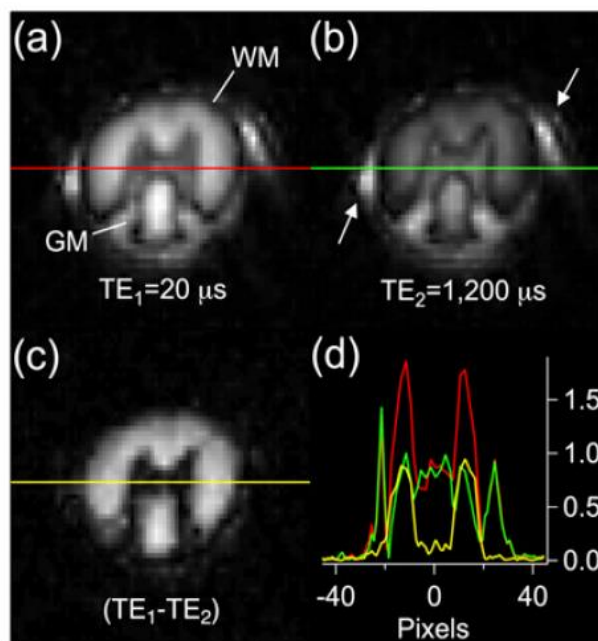 (a)
WM
GM
TE₁=20 μs
(b)
TE₂=1,200 μs
(c)
(TE₁-TE₂)
(d)
1.5
1.0
0.5
0.0
-40
0
40
Pixels